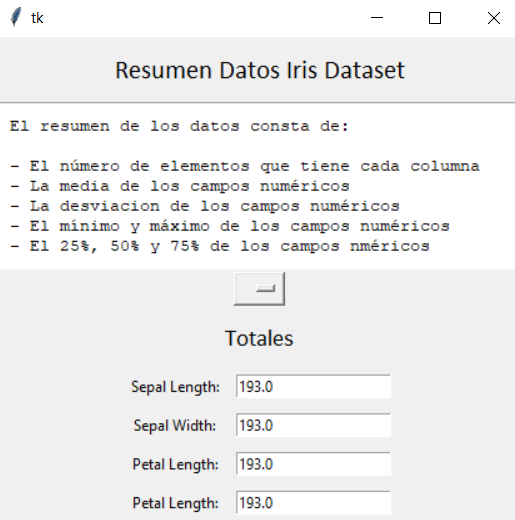 tk
Resumen Datos Iris Dataset
El resumen de los datos consta de:
- El número de elementos que tiene cada columna
- La media de los campos numéricos
- La desviacion de los campos numéricos
- El mínimo y máximo de los campos numéricos
- El 25%, 50% y 75% de los campos nméricos
Totales
Sepal Length: 193.0
Sepal Width: 193.0
Petal Length: 193.0
Petal Length: 193.0